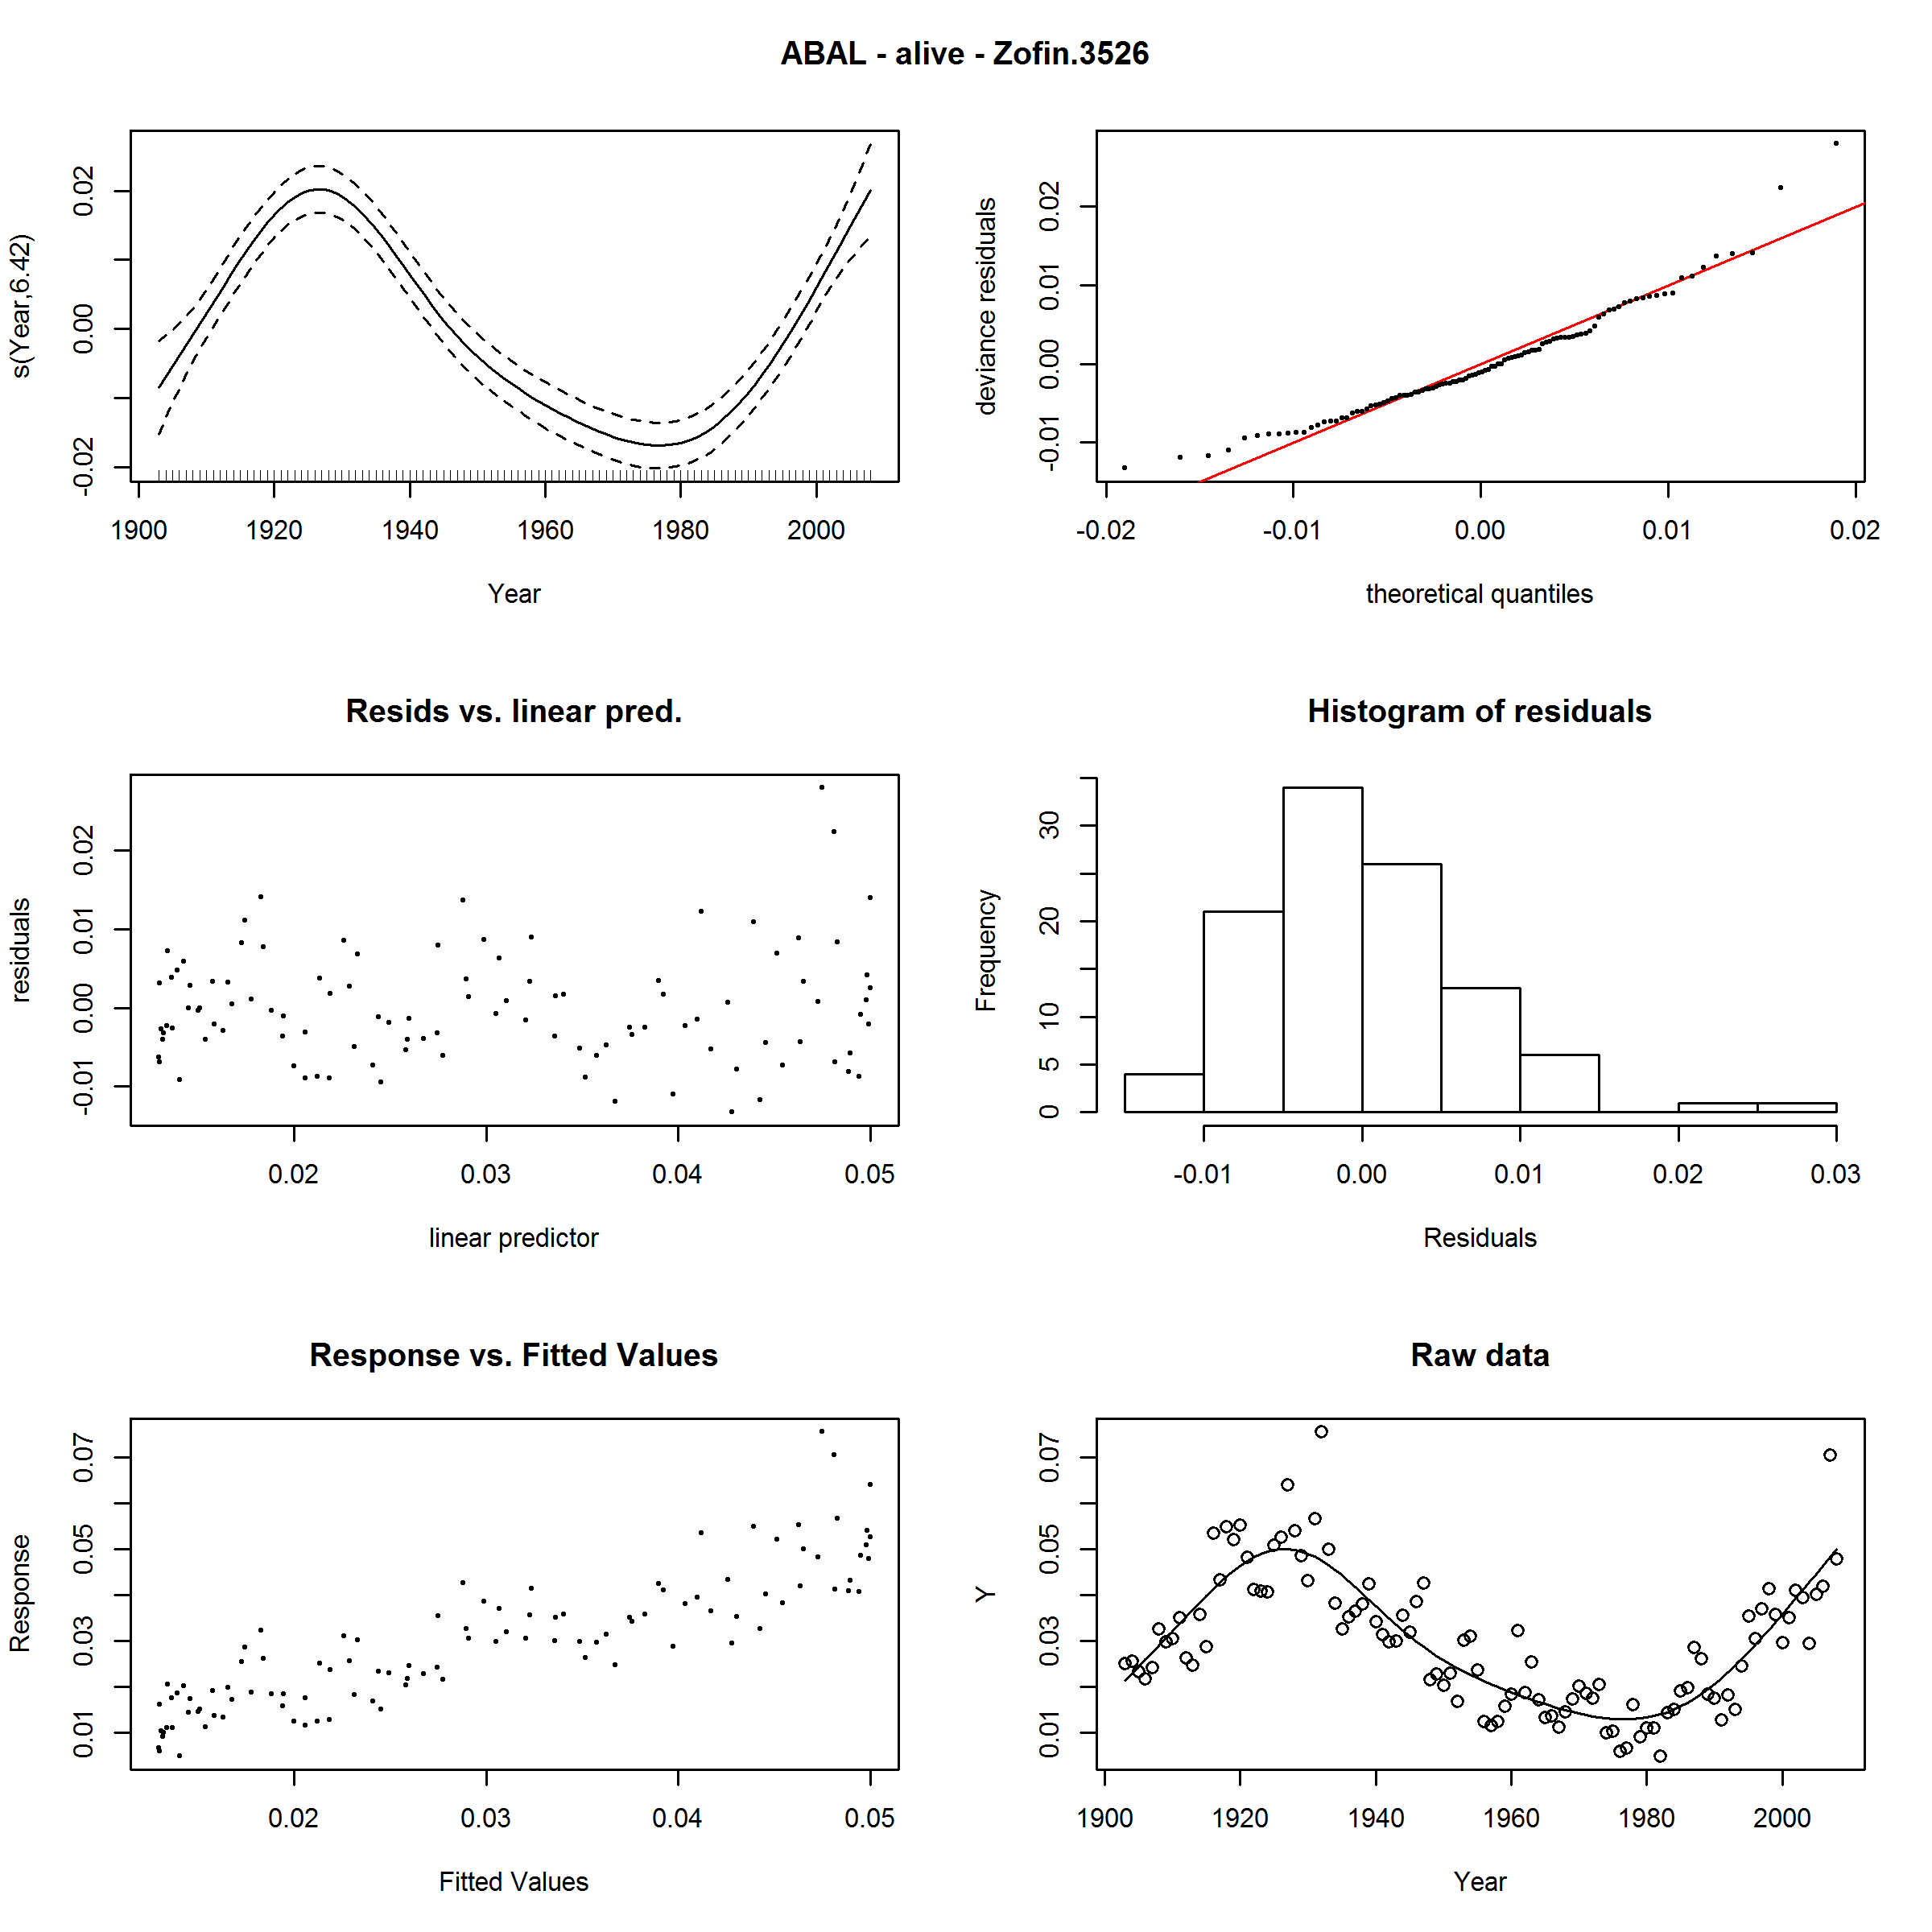 ABAL - alive - Zofin.3526
s(Year,6.42)
-0.02 0.00 0.02
1900 1920 1940 1960 1980 2000
Year
deviance residuals
-0.01 0.00 0.01 0.02
-0.02 -0.01 0.00 0.01 0.02
theoretical quantiles
Resids vs. linear pred.
residuals
-0.01 0.00 0.01 0.02
0.02 0.03 0.04 0.05
linear predictor
Histogram of residuals
Frequency
0 5 10 20 30
-0.01 0.00 0.01 0.02 0.03
Residuals
Response vs. Fitted Values
Response
0.01 0.03 0.05 0.07
0.02 0.03 0.04 0.05
Fitted Values
Raw data
Y
0.01 0.03 0.05 0.07
1900 1920 1940 1960 1980 2000
Year